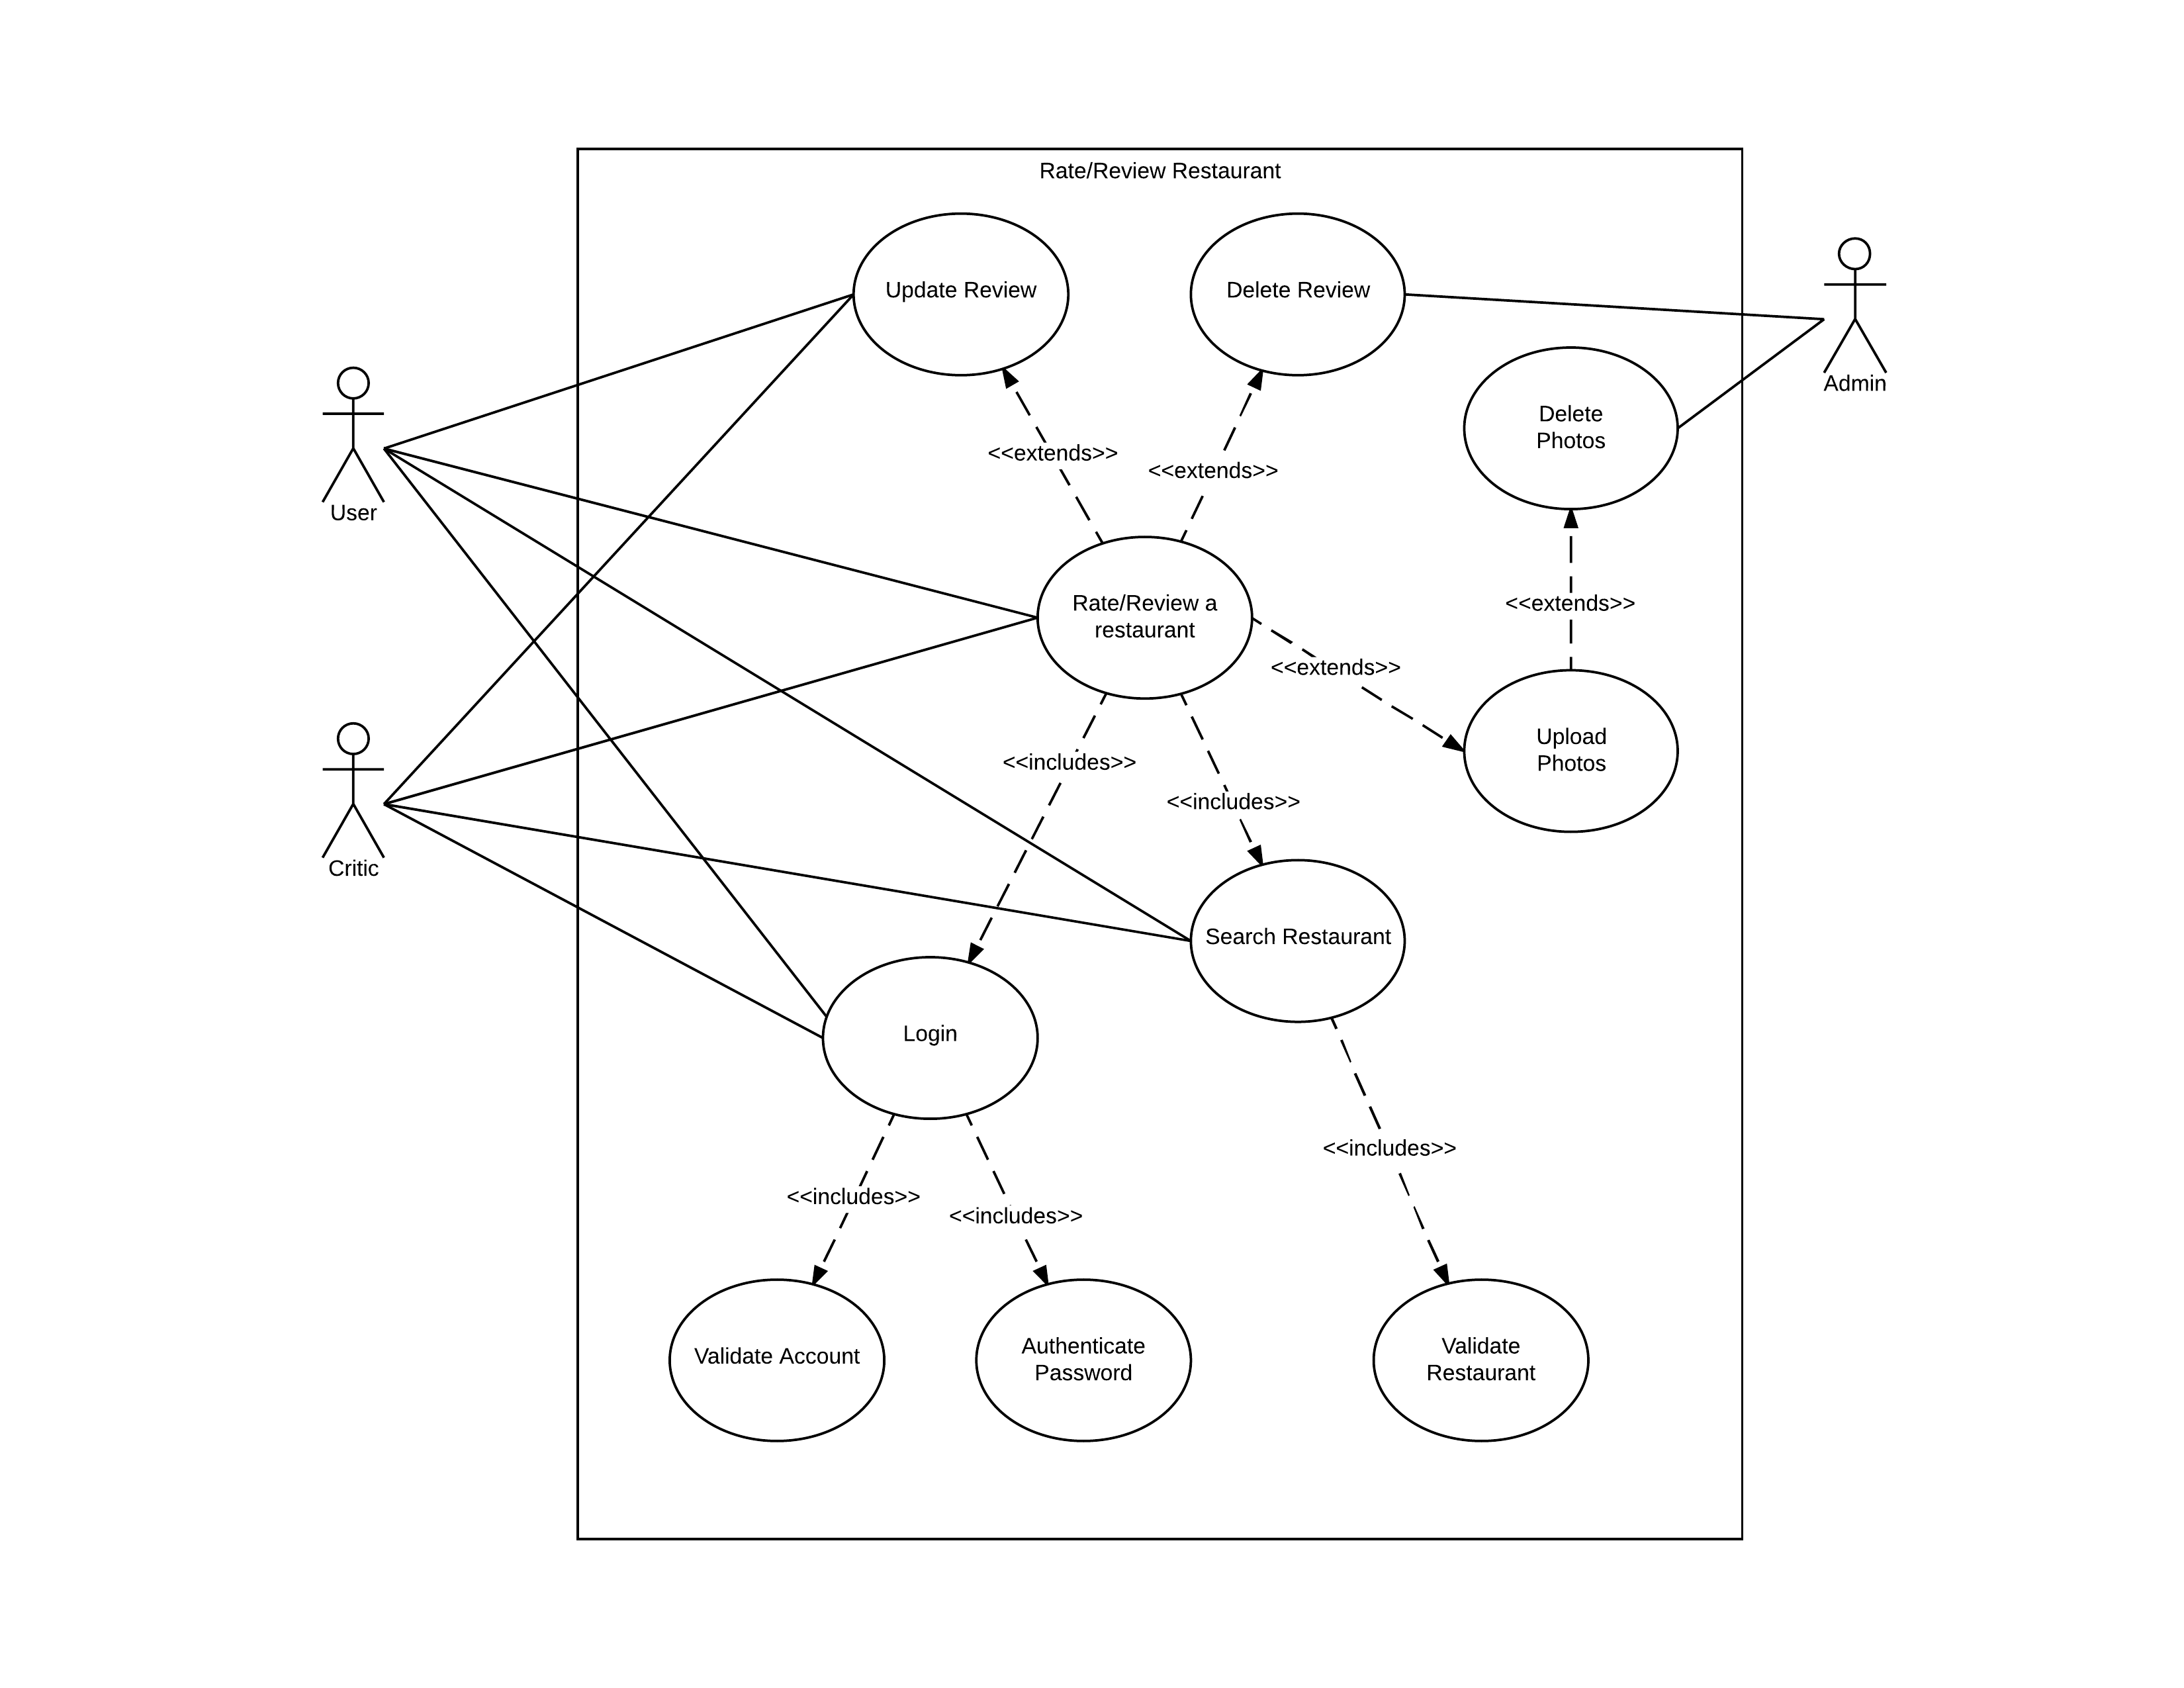 Rate/Review Restaurant
Update Review
Delete Review
Admin
Delete
Photos
User
<<extends>>
<<extends>>
Rate/Review a
restaurant
<<extends>>
<<extends>>
Upload
Photos
Critic
<<includes>>
<<includes>>
Search Restaurant
Login
<<includes>>
<<includes>>
<<includes>>
Validate Account
Authenticate
Password
Validate
Restaurant